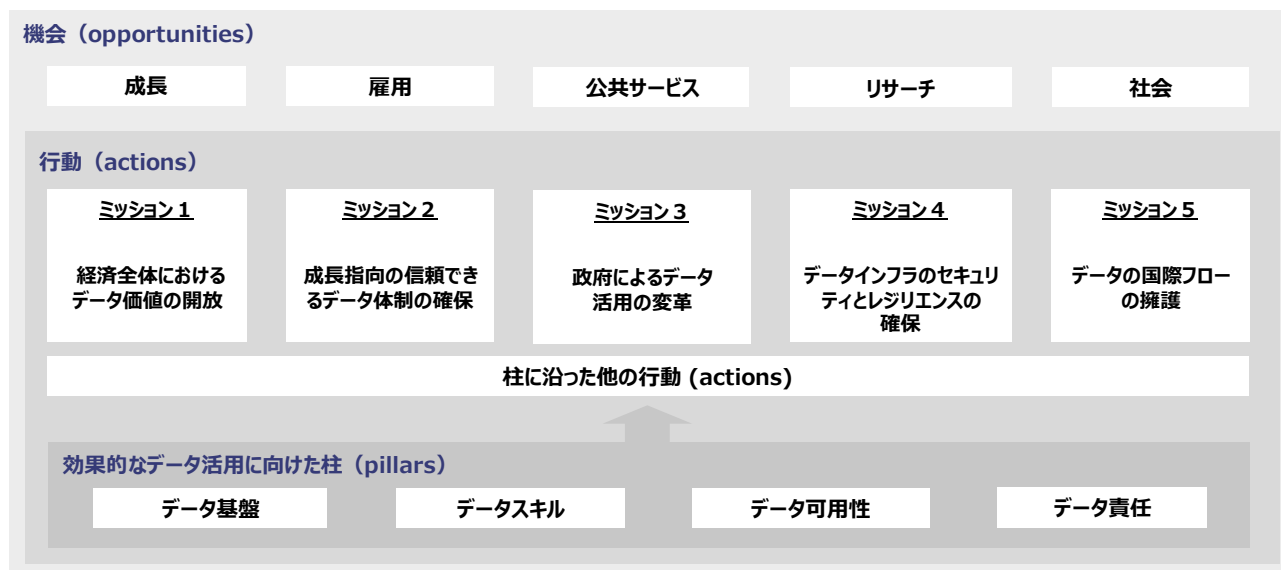 機会（opportunities）
成長
雇用
公共サービス
リサーチ
社会
行動（actions）
ミッション１
経済全体における
データ価値の開放
ミッション２
成長指向の信頼でき
るデータ体制の確保
ミッション３
政府によるデータ
活用の変革
ミッション４
データインフラのセキュリ
ティとレジリエンスの
確保
ミッション５
データの国際フロー
の擁護
柱に沿った他の行動 (actions)
効果的なデータ活用に向けた柱（pillars）
データ基盤
データスキル
データ可用性
データ責任